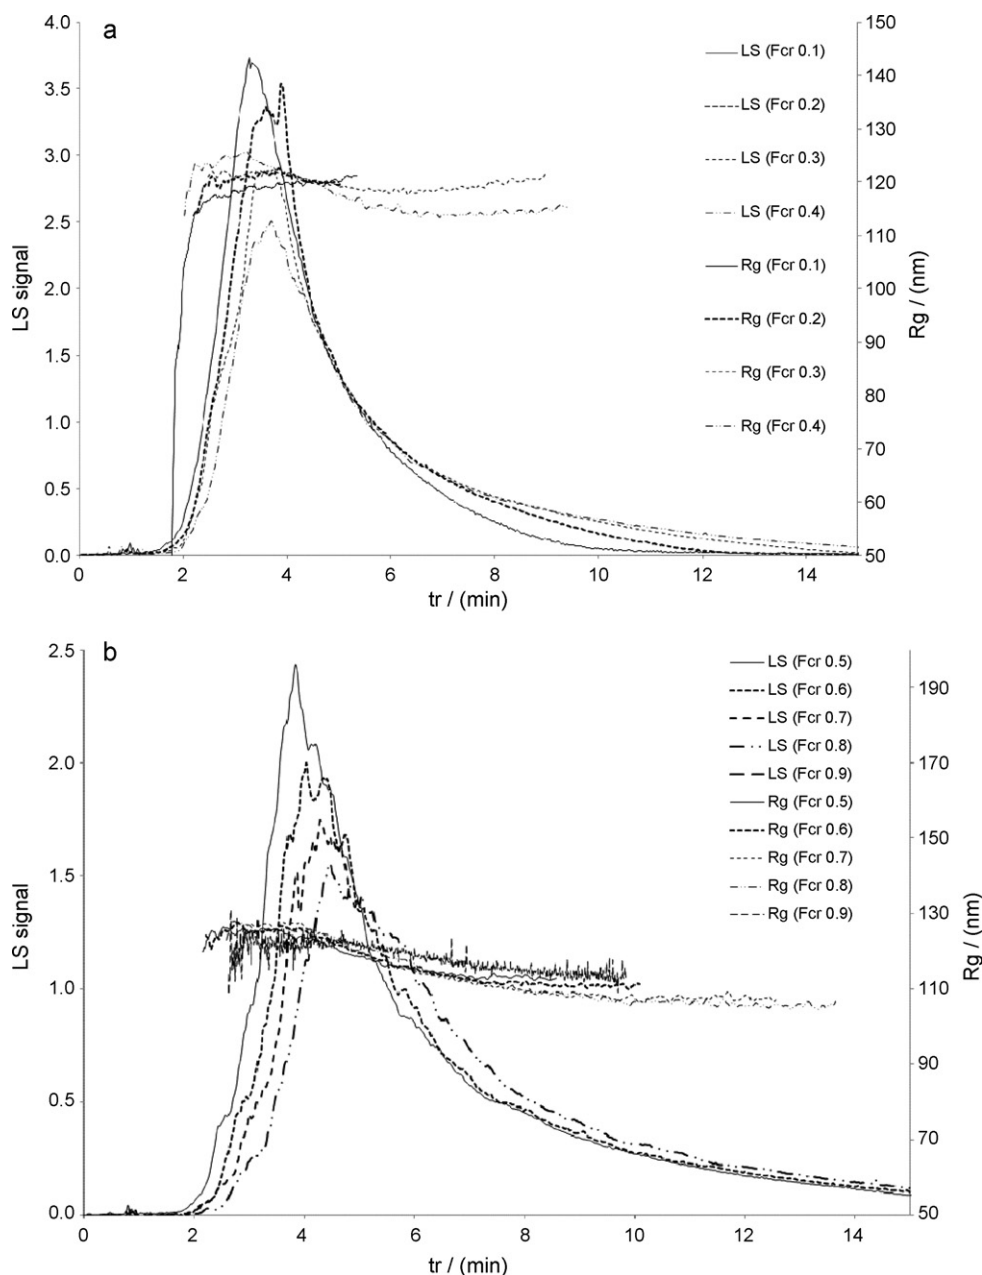 a
4.0
3.5
3.0
2.5
2.0
1.5
1.0
0.5
0.0
LS signal
150
140
130
120
110
100
90
80
70
60
50
Rg / (nm)
LS (Fcr 0.1)
LS (Fcr 0.2)
LS (Fcr 0.3)
LS (Fcr 0.4)
Rg (Fcr 0.1)
Rg (Fcr 0.2)
Rg (Fcr 0.3)
Rg (Fcr 0.4)
0 2 4 6 8 10 12 14
tr / (min)
b
2.5
2.0
1.5
1.0
0.5
0.0
LS signal
190
170
150
130
110
90
70
50
Rg / (nm)
LS (Fcr 0.5)
LS (Fcr 0.6)
LS (Fcr 0.7)
LS (Fcr 0.8)
LS (Fcr 0.9)
Rg (Fcr 0.5)
Rg (Fcr 0.6)
Rg (Fcr 0.7)
Rg (Fcr 0.8)
Rg (Fcr 0.9)
0 2 4 6 8 10 12 14
tr / (min)